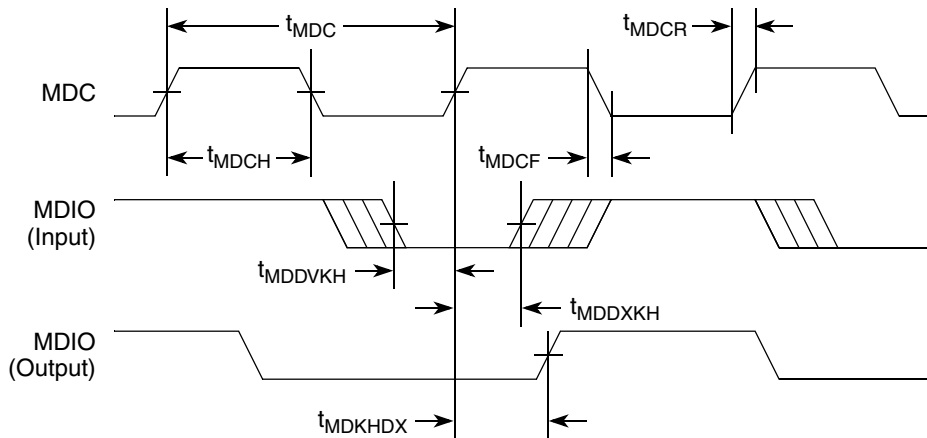 tMDC
tMDCR
MDC
tMDCH
tMDCF
MDIO
(Input)
tMDDVKH
tMDDXKH
MDIO
(Output)
tMDKHDX